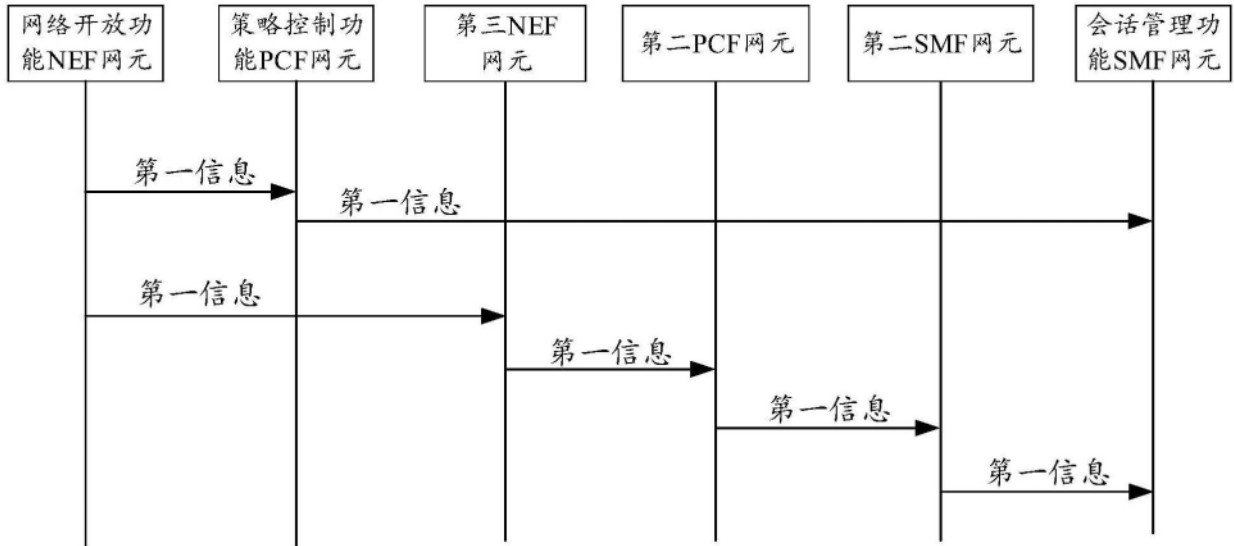 网络开放功
能NEF网元
策略控制功
能PCF网元
第三NEF
网元
第二PCF网元
第二SMF网元
会话管理功
能SMF网元
第一信息
第一信息
第一信息
第一信息
第一信息
第一信息